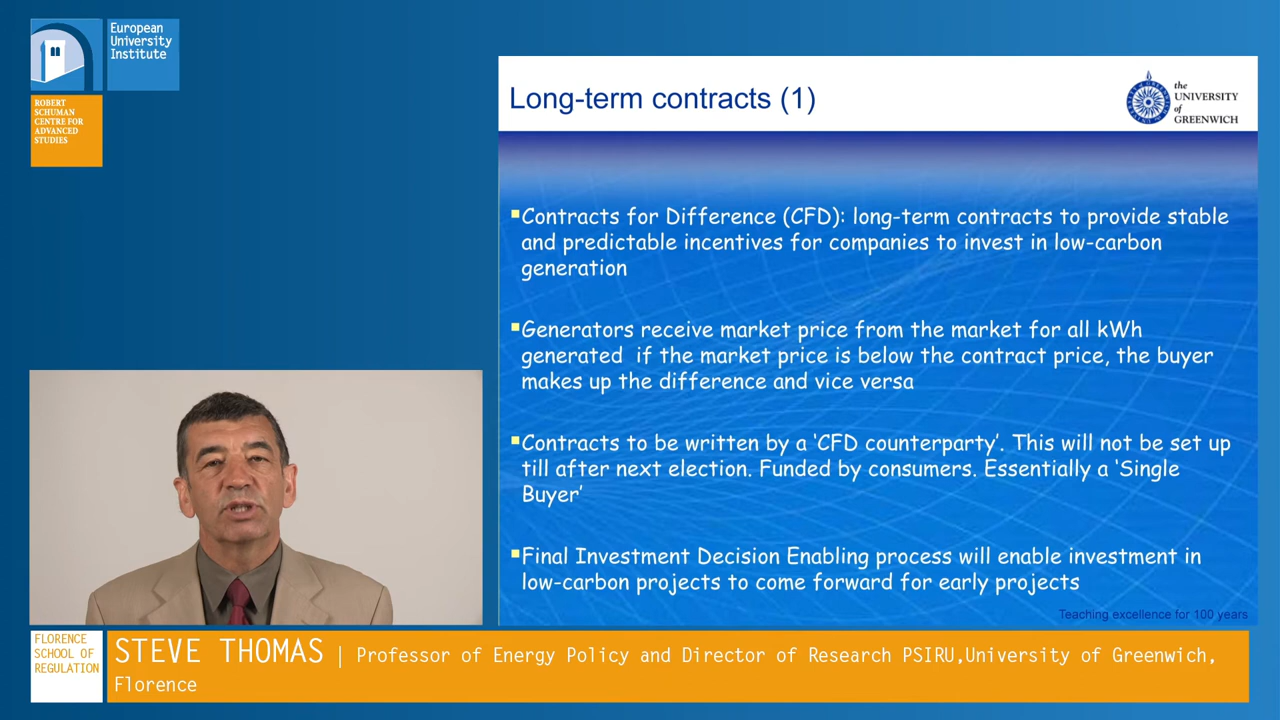 European
University
Institute
ROBERT
SCHUMAN
CENTRE FOR
ADVANCED
STUDIES
Long-term contracts (1)
the
UNIVERSITY
of
GREENWICH
▪Contracts for Difference (CFD): long-term contracts to provide stable
and predictable incentives for companies to invest in low-carbon
generation
▪Generators receive market price from the market for all kWh
generated  if the market price is below the contract price, the buyer
makes up the difference and vice versa
▪Contracts to be written by a ‘CFD counterparty’. This will not be set up
till after next election. Funded by consumers. Essentially a ‘Single
Buyer’
▪Final Investment Decision Enabling process will enable investment in
low-carbon projects to come forward for early projects
Teaching excellence for 100 years
FLORENCE
SCHOOL OF
REGULATION
STEVE THOMAS | Professor of Energy Policy and Director of Research PSIRU,University of Greenwich,
Florence